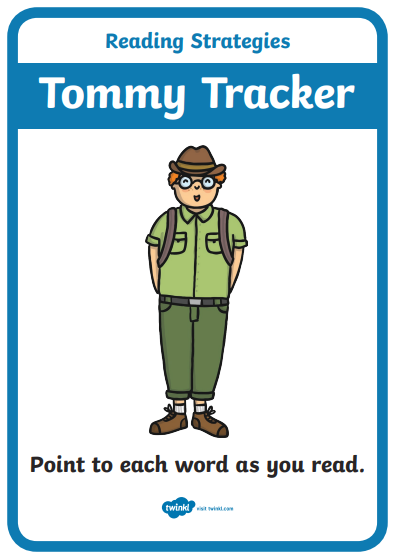 Reading Strategies
Tommy Tracker
Point to each word as you read.
twinkl visit twinkl.com